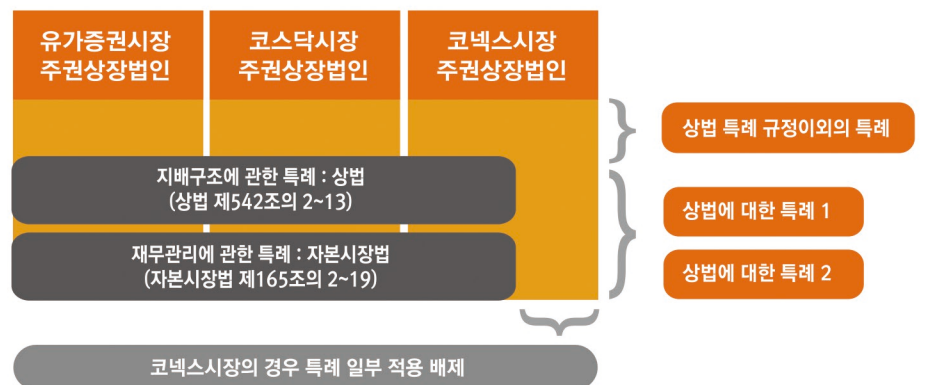 유가증권시장
주권상장법인
코스닥시장
주권상장법인
코넥스시장
주권상장법인
상법 특례 규정이외의 특례
지배구조에 관한 특례 : 상법
(상법 제542조의 2~13)
상법에 대한 특례 1
재무관리에 관한 특례 : 자본시장법
(자본시장법 제165조의 2~19)
상법에 대한 특례 2
코넥스시장의 경우 특례 일부 적용 배제